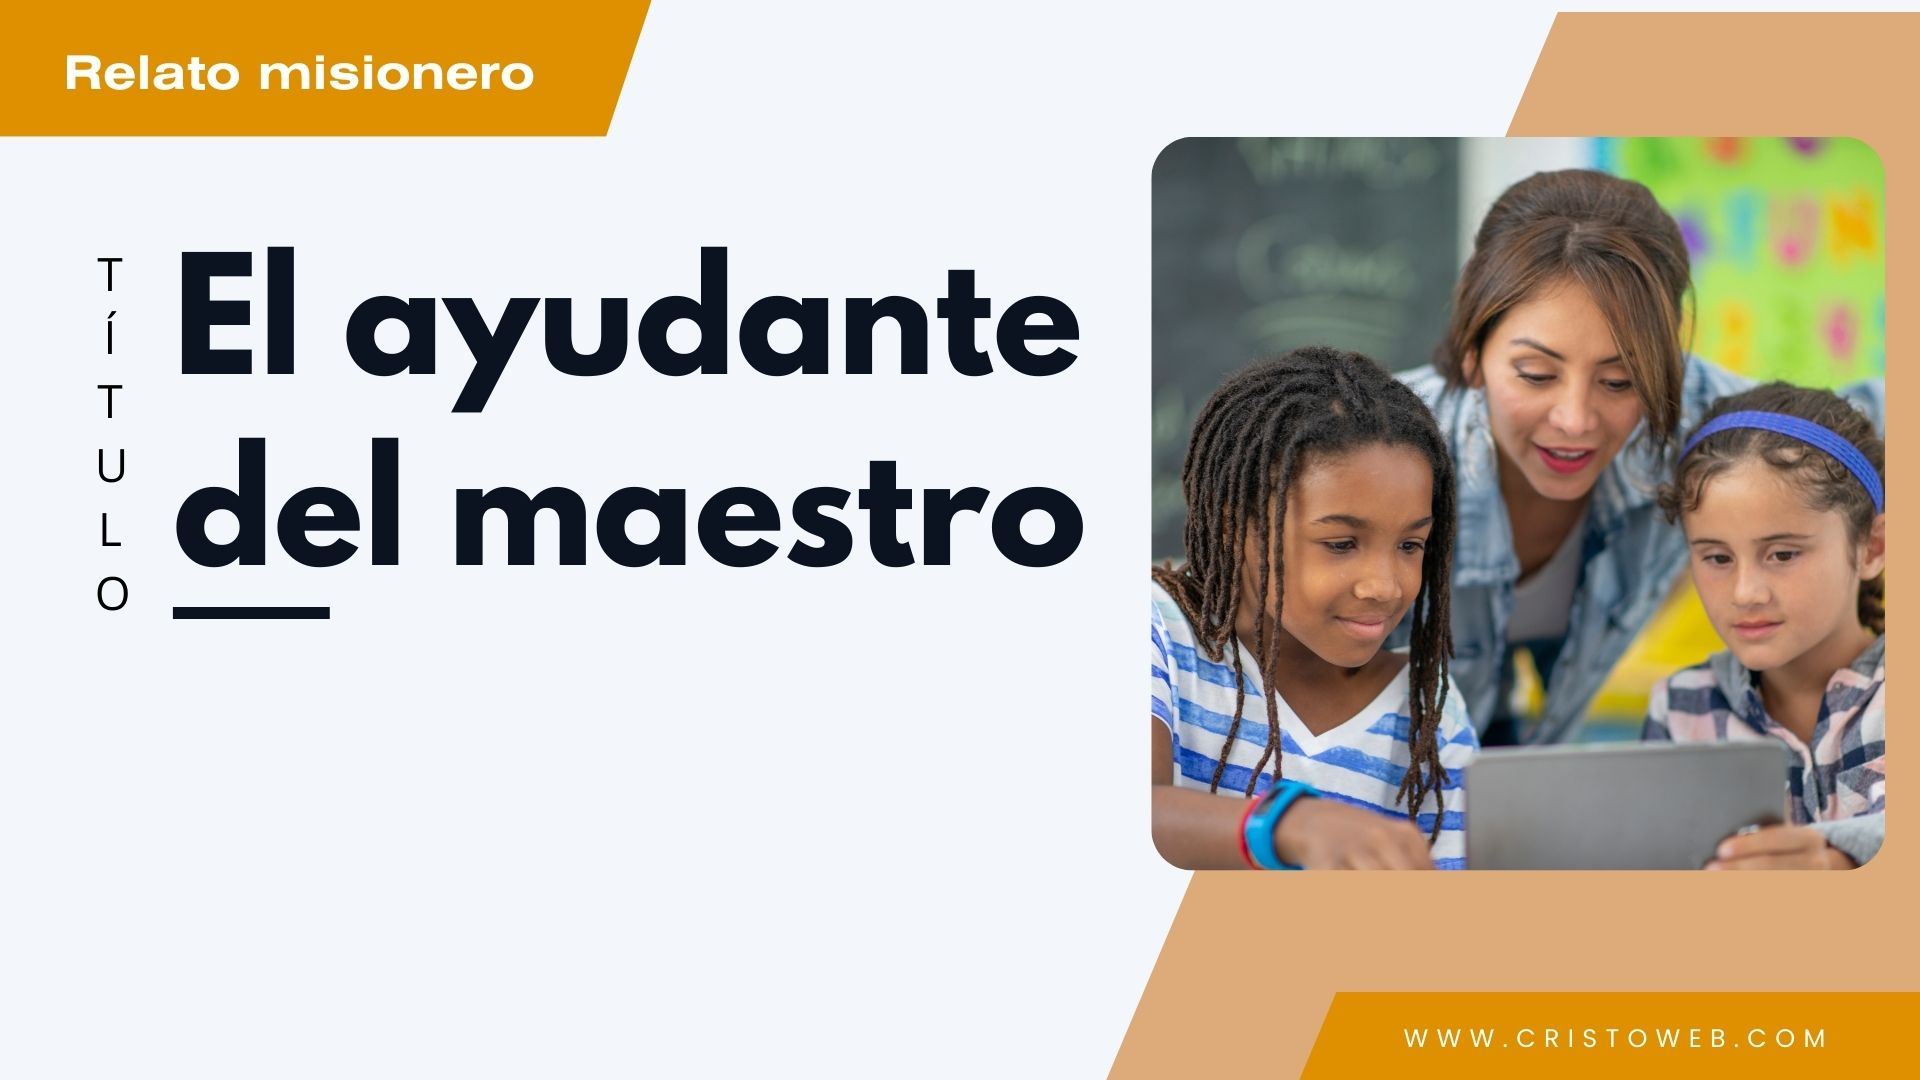 Relato misionero
TÍTULO
El ayudante
del maestro
WWW.CRISTOWEB.COM